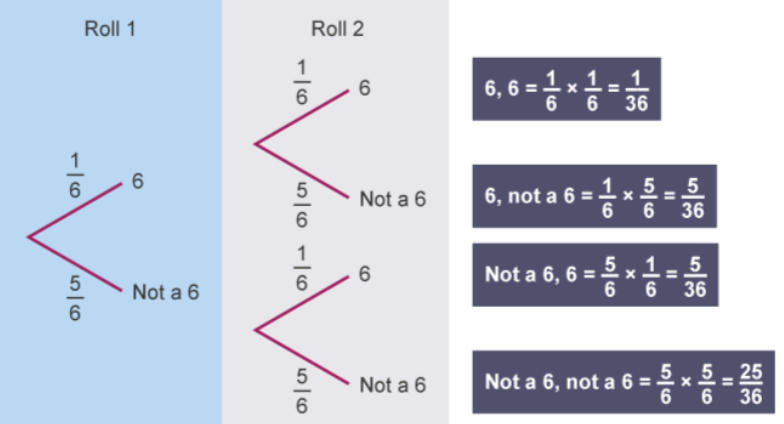 Roll 1
1/6
6
5/6
Not a 6
Roll 2
1/6
6
5/6
Not a 6
1/6
6
5/6
Not a 6
6, 6 = 1/6 × 1/6 = 1/36
6, not a 6 = 1/6 × 5/6 = 5/36
Not a 6, 6 = 5/6 × 1/6 = 5/36
Not a 6, not a 6 = 5/6 × 5/6 = 25/36